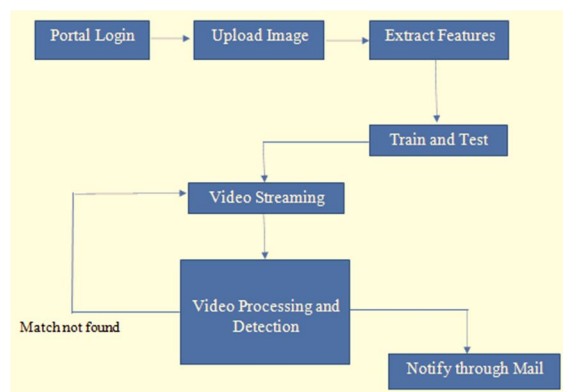 Portal Login
Upload Image
Extract Features
Train and Test
Video Streaming
Video Processing and
Detection
Match not found
Notify through Mail